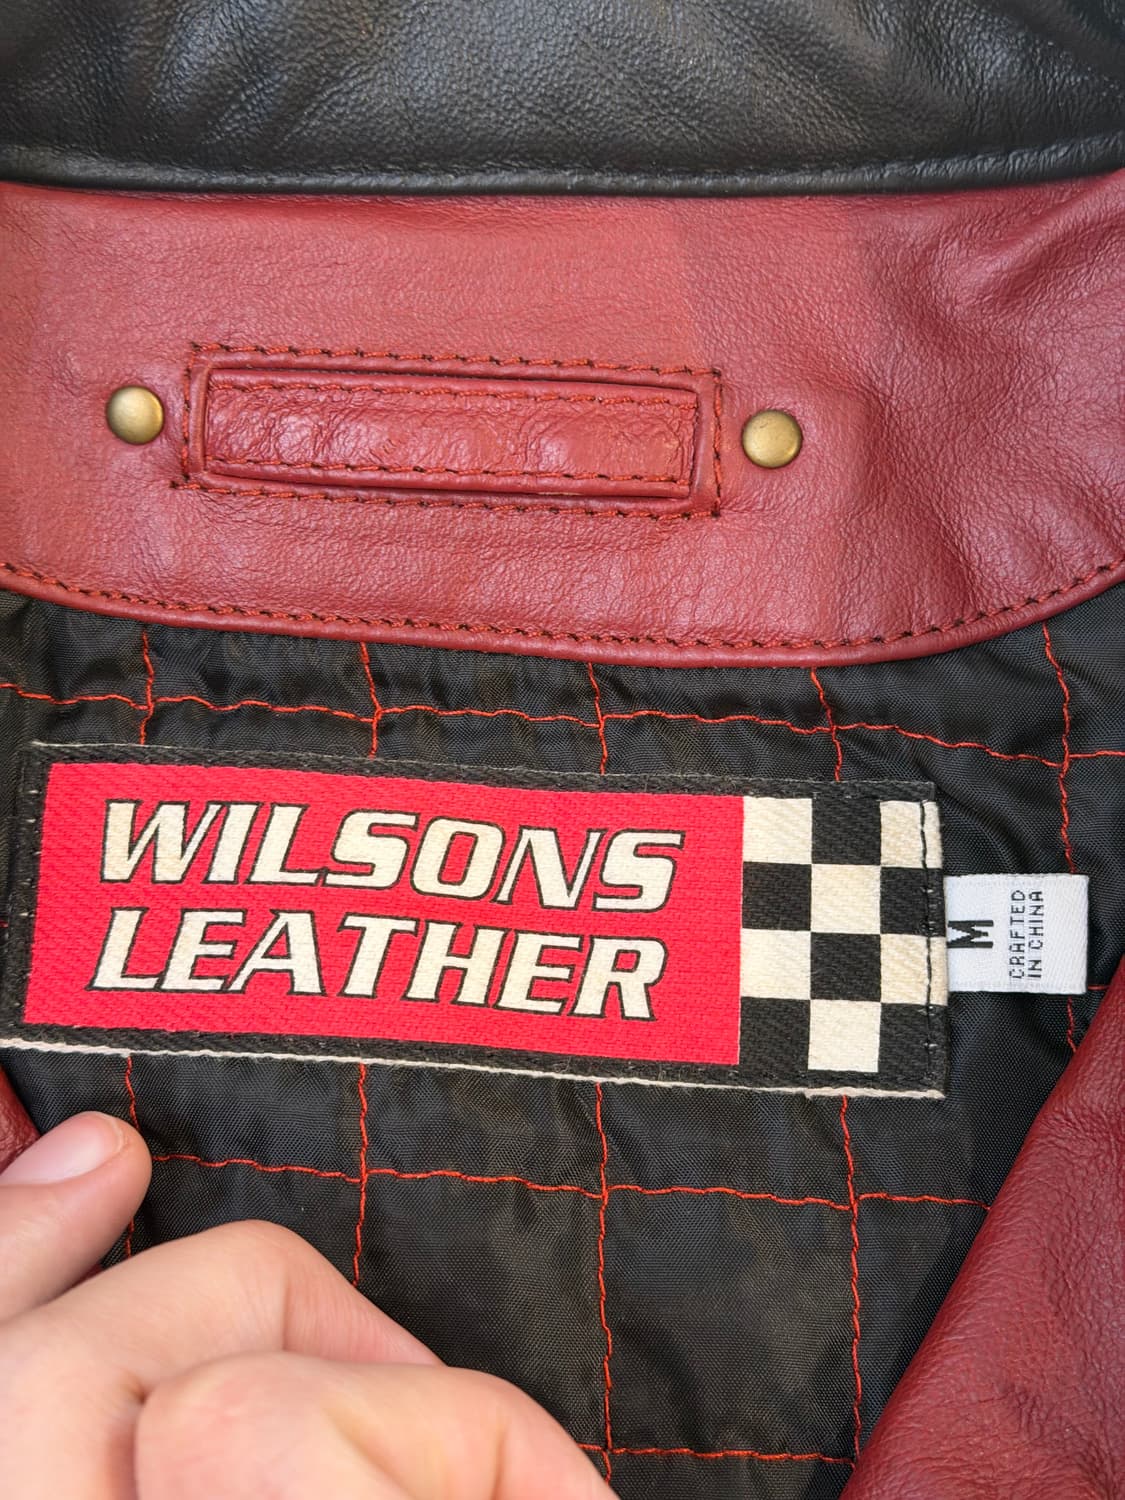 WILSONS
LEATHER
M
CRAFTED
IN CHINA